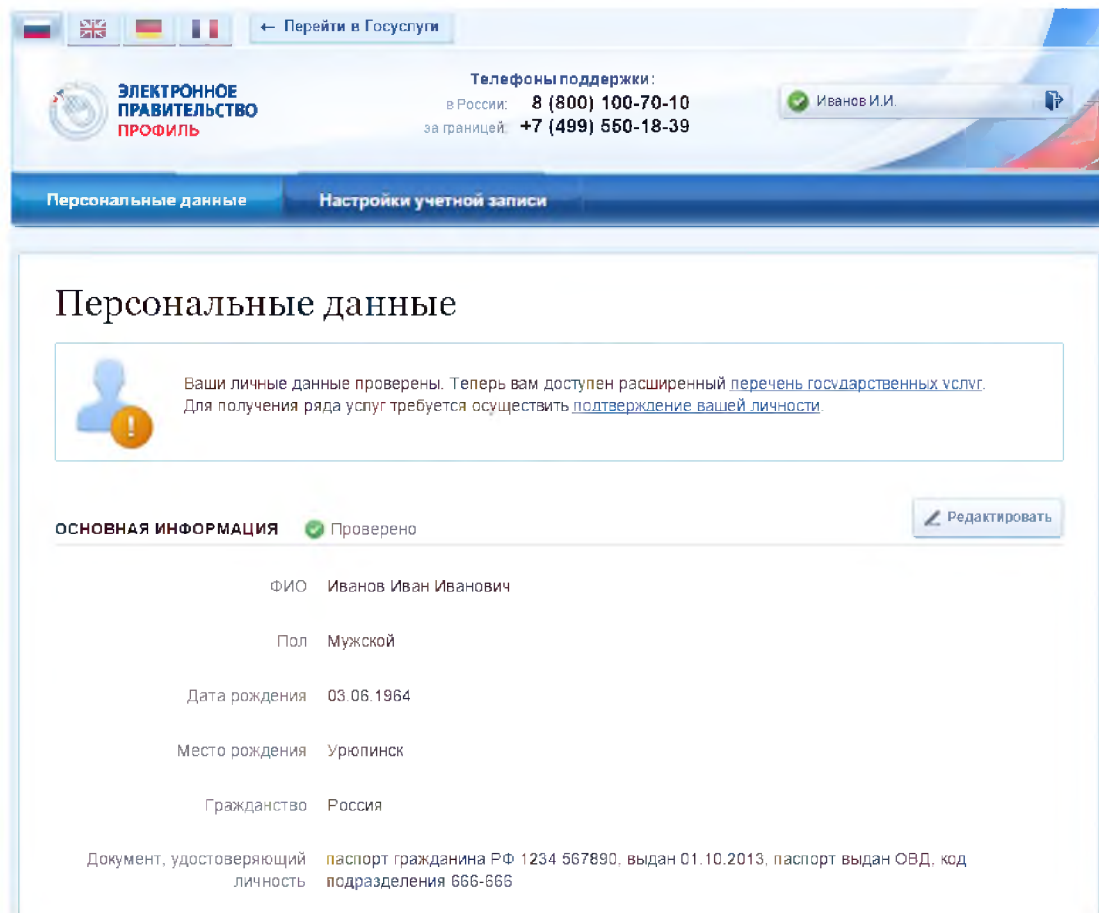 ← Перейти в Госуслуги
ЭЛЕКТРОННОЕ
ПРАВИТЕЛЬСТВО
ПРОФИЛЬ
Телефоны поддержки:
в России: 8 (800) 100-70-10
за границей: +7 (499) 550-18-39
Иванов И.И.
Персональные данные Настройки учетной записи
Персональные данные
Ваши личные данные проверены. Теперь вам доступен расширенный перечень государственных услуг.
Для получения ряда услуг требуется осуществить подтверждение вашей личности.
ОСНОВНАЯ ИНФОРМАЦИЯ Проверено Редактировать
ФИО Иванов Иван Иванович
Пол Мужской
Дата рождения 03.06.1964
Место рождения Урюпинск
Гражданство Россия
Документ, удостоверяющий паспорт гражданина РФ 1234 567890, выдан 01.10.2013, паспорт выдан ОВД, код
личность подразделения 666-666